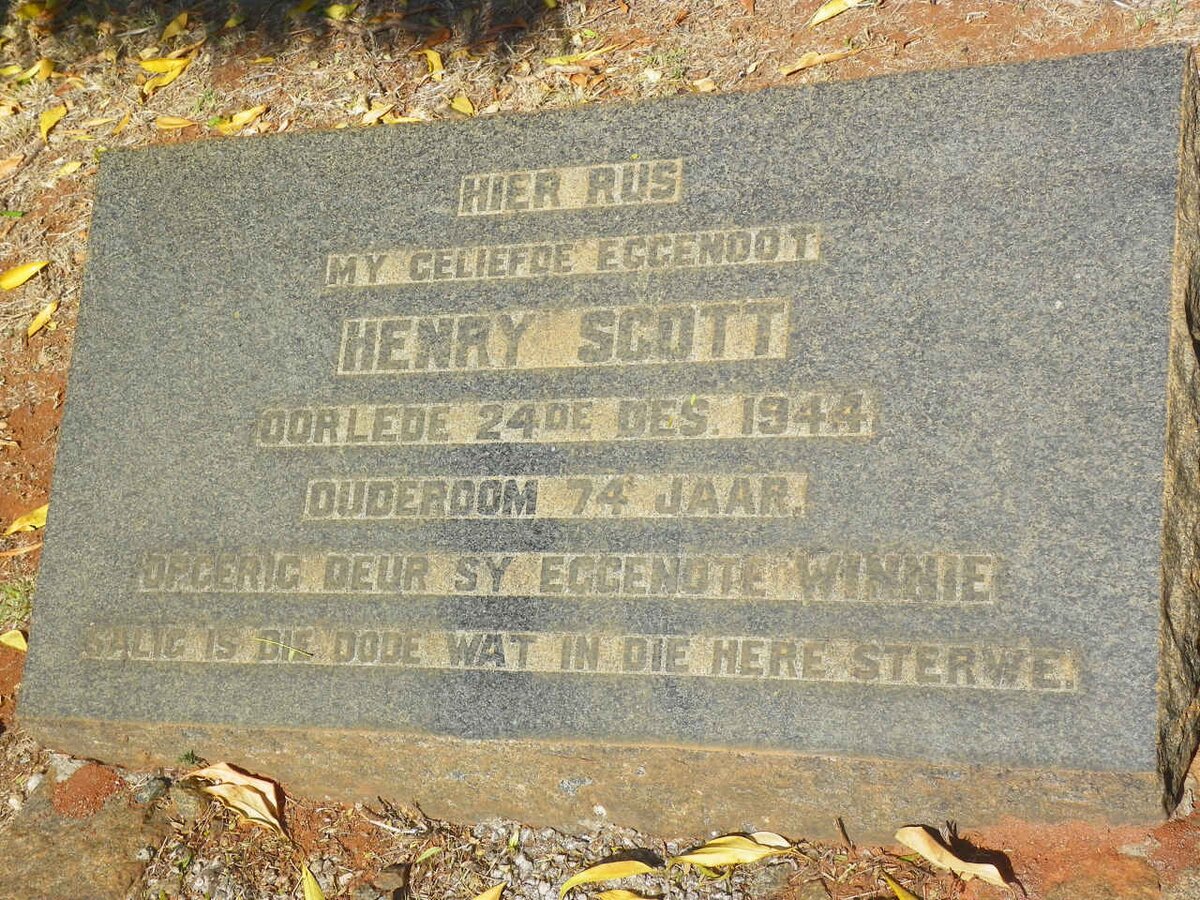 HIER RUS
MY GELIEFDE EGGENOOT
HENRY SCOTT
OORLEDE 24DE DES. 1944
OUDERDOM 74 JAAR.
OPGERIG DEUR SY EGGENOTE WINNIE
SALIG IS DIE DODE WAT IN DIE HERE STERWE.